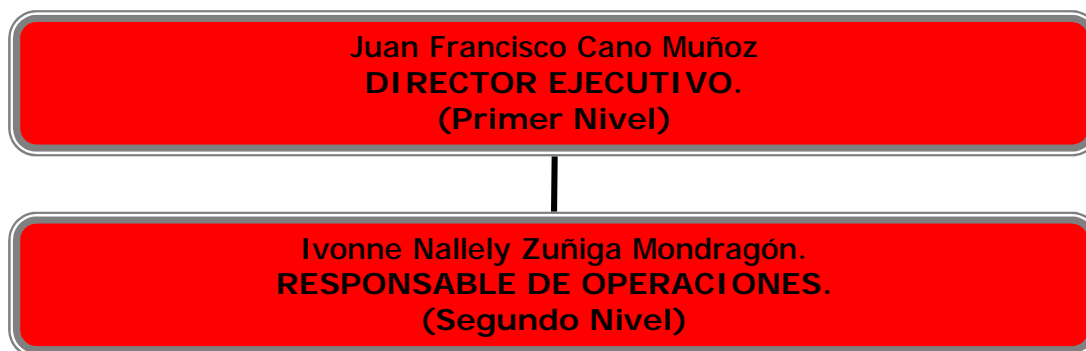 Juan Francisco Cano Muñoz
DIRECTOR EJECUTIVO.
(Primer Nivel)
Ivonne Nallely Zuñiga Mondragón.
RESPONSABLE DE OPERACIONES.
(Segundo Nivel)